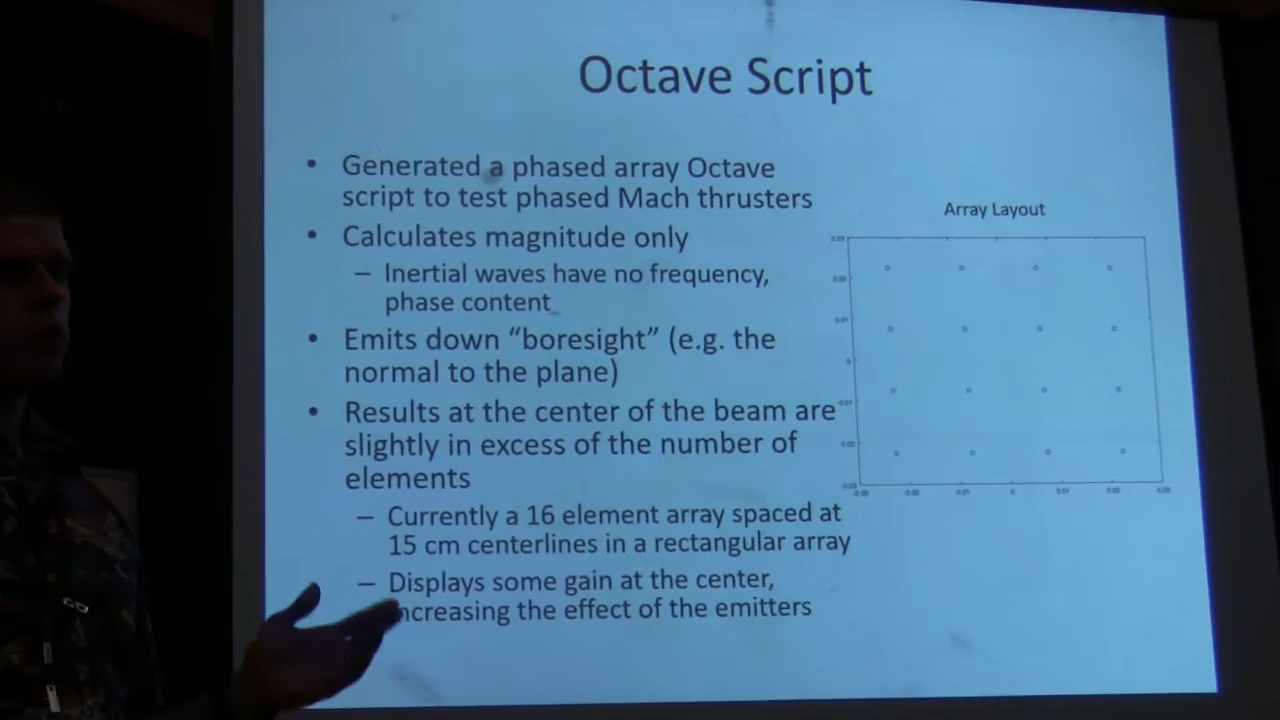 Octave Script
• Generated a phased array Octave
script to test phased Mach thrusters
• Calculates magnitude only
– Inertial waves have no frequency,
phase content
• Emits down “boresight” (e.g. the
normal to the plane)
• Results at the center of the beam are
slightly in excess of the number of
elements
– Currently a 16 element array spaced at
15 cm centerlines in a rectangular array
– Displays some gain at the center,
increasing the effect of the emitters
Array Layout